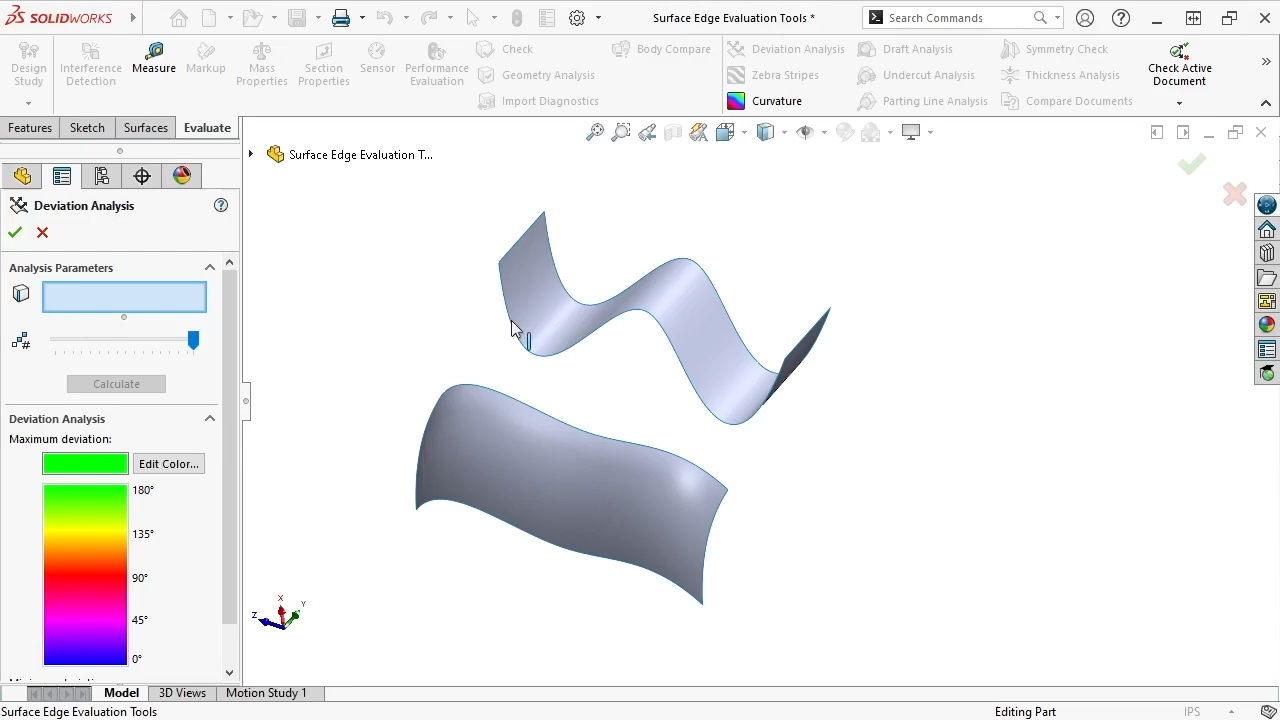 SOLIDWORKS
Surface Edge Evaluation Tools *
Search Commands
Design Study
Interference Detection
Measure
Markup
Mass Properties
Section Properties
Sensor
Performance Evaluation
Check
Geometry Analysis
Import Diagnostics
Body Compare
Deviation Analysis
Zebra Stripes
Curvature
Draft Analysis
Undercut Analysis
Parting Line Analysis
Symmetry Check
Thickness Analysis
Compare Documents
Check Active Document
Features
Sketch
Surfaces
Evaluate
Surface Edge Evaluation T...
Deviation Analysis
Analysis Parameters
Calculate
Deviation Analysis
Maximum deviation:
Edit Color...
180°
135°
90°
45°
0°
X
Y
Z
Model
3D Views
Motion Study 1
Surface Edge Evaluation Tools
Editing Part
IPS